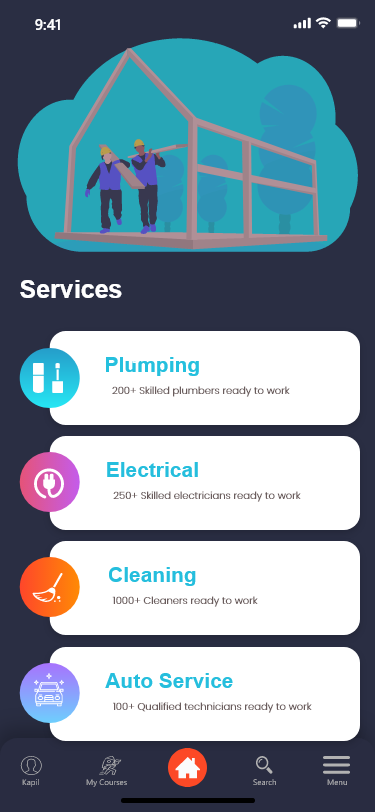 9:41
Services
Plumping
200+ Skilled plumbers ready to work
Electrical
250+ Skilled electricians ready to work
Cleaning
1000+ Cleaners ready to work
Auto Service
100+ Qualified technicians ready to work
Kapil
My Courses
Search
Menu